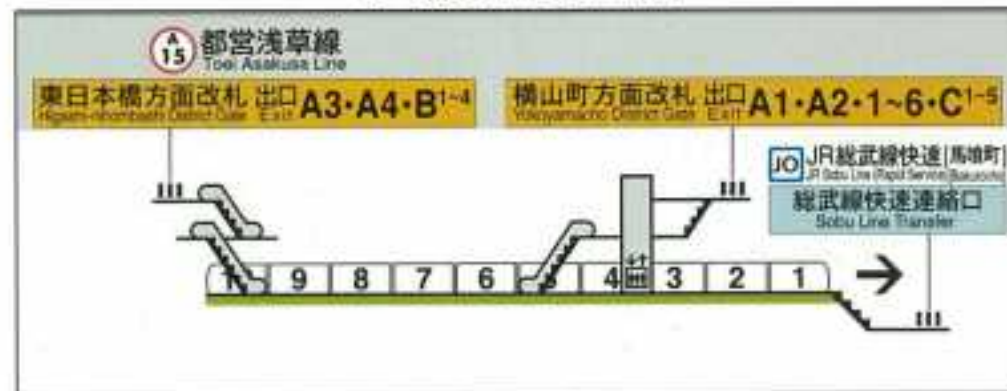 A
15
都営浅草線
Toei Asakusa Line
東日本橋方面改札 出口 A3・A4・B1~4
Higashi-nihombashi District Gate Exit
横山町方面改札 出口 A1・A2・1~6・C1~5
Yokoyamacho District Gate Exit
JO JR総武線快速 馬喰町
JR Sobu Line (Rapid Service) Bakurocho
総武線快速連絡口
Sobu Line Transfer
9 8 7 6 4 3 2 1 →